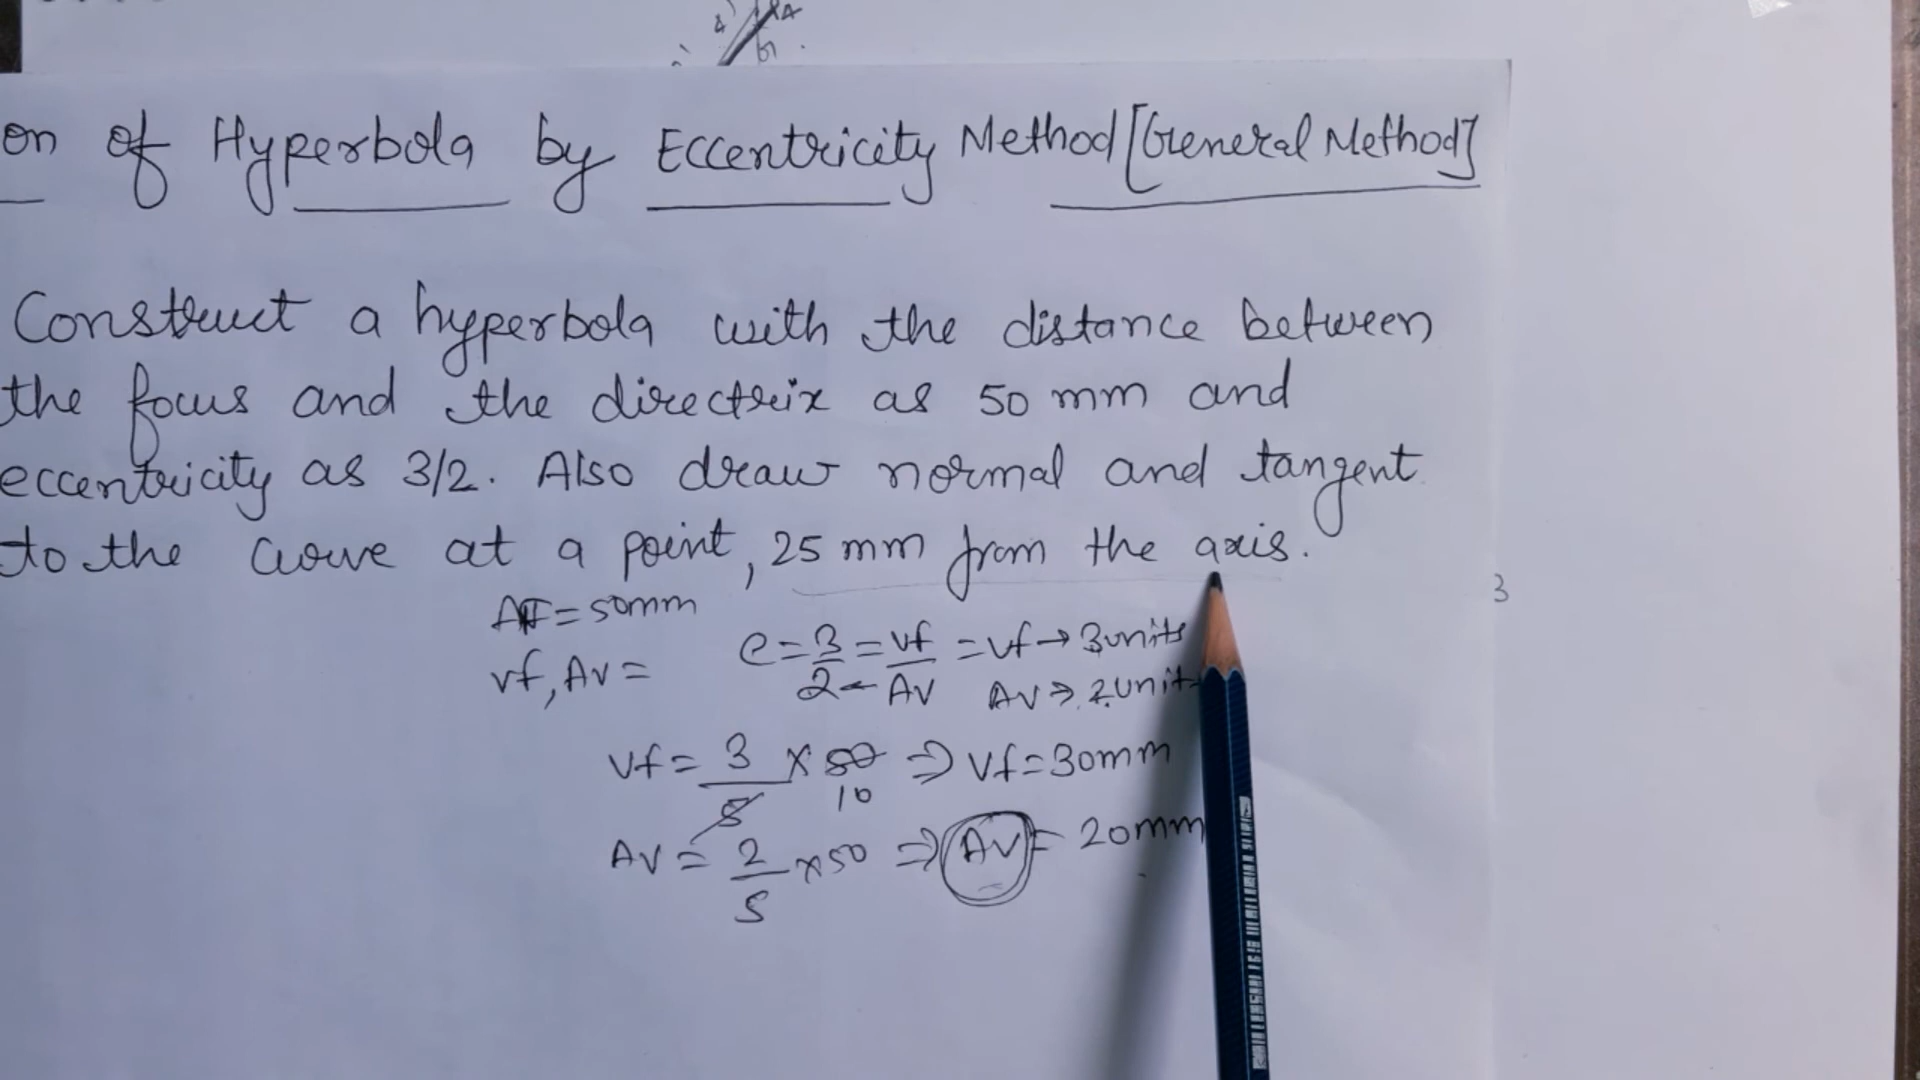 on of Hyperbola by Eccentricity Method [General Method]
Construct a hyperbola with the distance between
the focus and the directrix as 50 mm and
eccentricity as 3/2. Also draw normal and tangent
to the curve at a point, 25 mm from the axis.
3
AF = 50mm
e = 3/2 = vf/AV = vf → 3units
vf, AV =
AV → 2unit
Vf = 3/5 × 50 ⇒ Vf = 30mm
10
AV = 2/5 × 50 ⇒ AV = 20mm